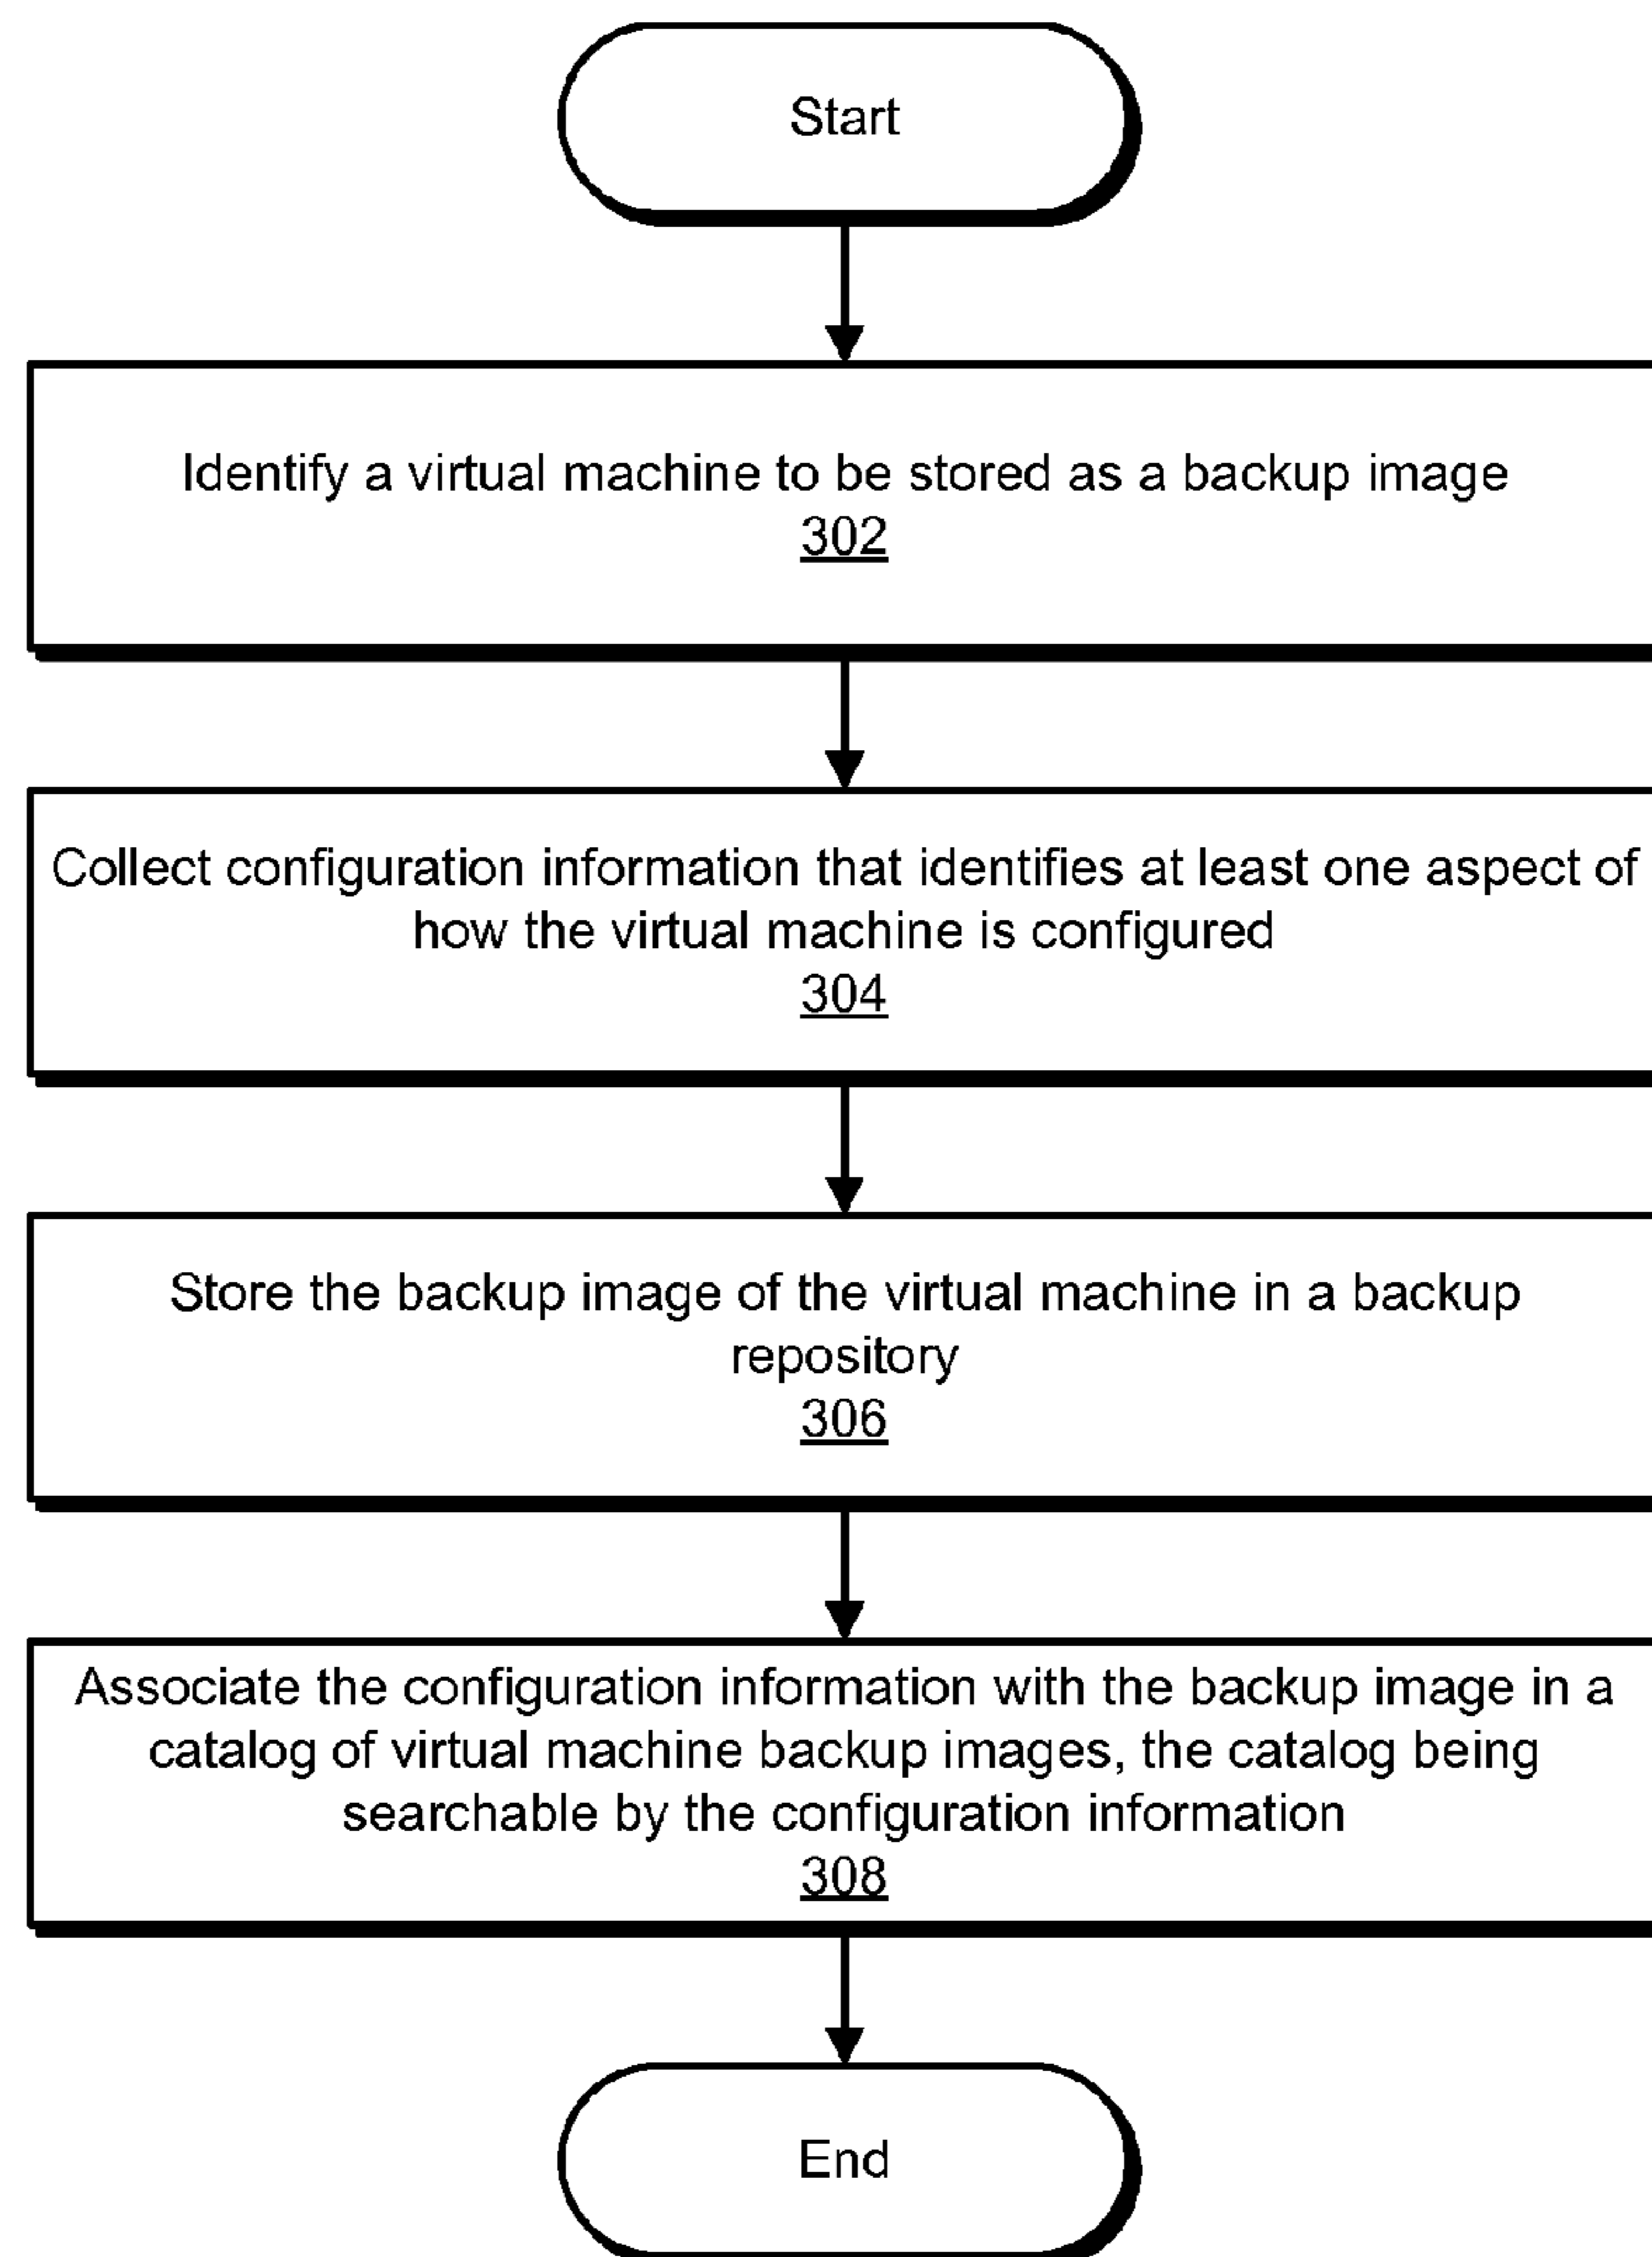 Start
Identify a virtual machine to be stored as a backup image
302
Collect configuration information that identifies at least one aspect of
how the virtual machine is configured
304
Store the backup image of the virtual machine in a backup
repository
306
Associate the configuration information with the backup image in a
catalog of virtual machine backup images, the catalog being
searchable by the configuration information
308
End